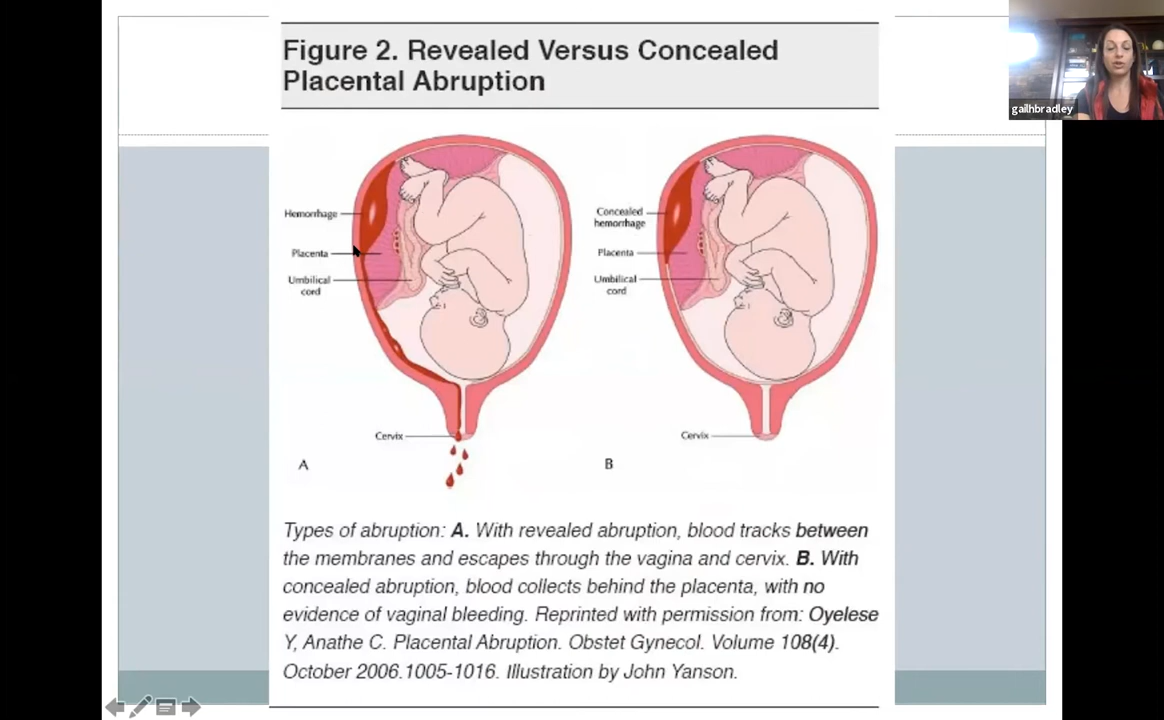 Figure 2. Revealed Versus Concealed
Placental Abruption
gailhbradley
Hemorrhage
Placenta
Umbilical
cord
Cervix
A
Concealed
hemorrhage
Placenta
Umbilical
cord
Cervix
B
Types of abruption: A. With revealed abruption, blood tracks between
the membranes and escapes through the vagina and cervix. B. With
concealed abruption, blood collects behind the placenta, with no
evidence of vaginal bleeding. Reprinted with permission from: Oyelese
Y, Anathe C. Placental Abruption. Obstet Gynecol. Volume 108(4).
October 2006.1005-1016. Illustration by John Yanson.